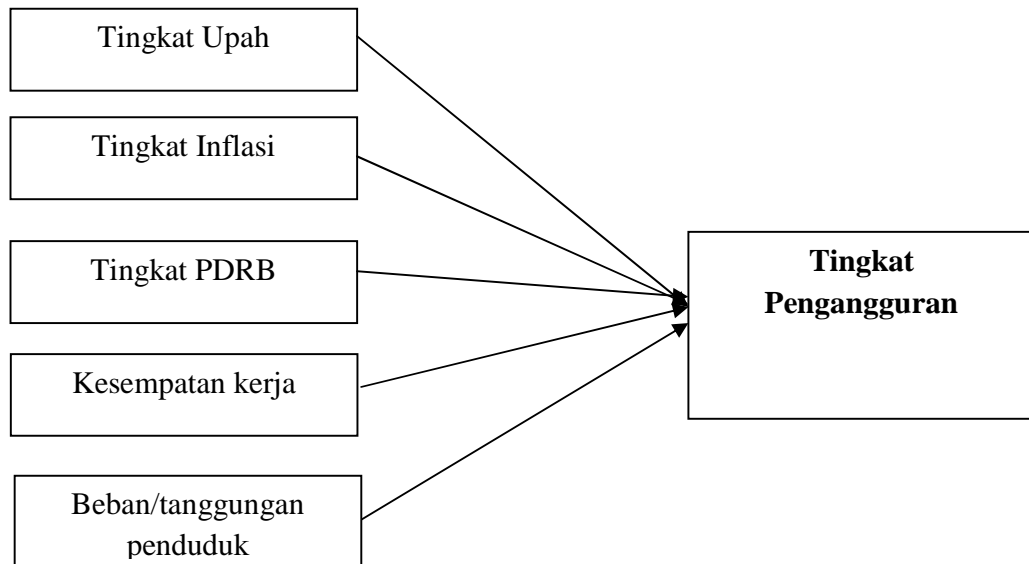 Tingkat Upah
Tingkat Inflasi
Tingkat PDRB
Kesempatan kerja
Beban/tanggungan
penduduk
Tingkat
Pengangguran